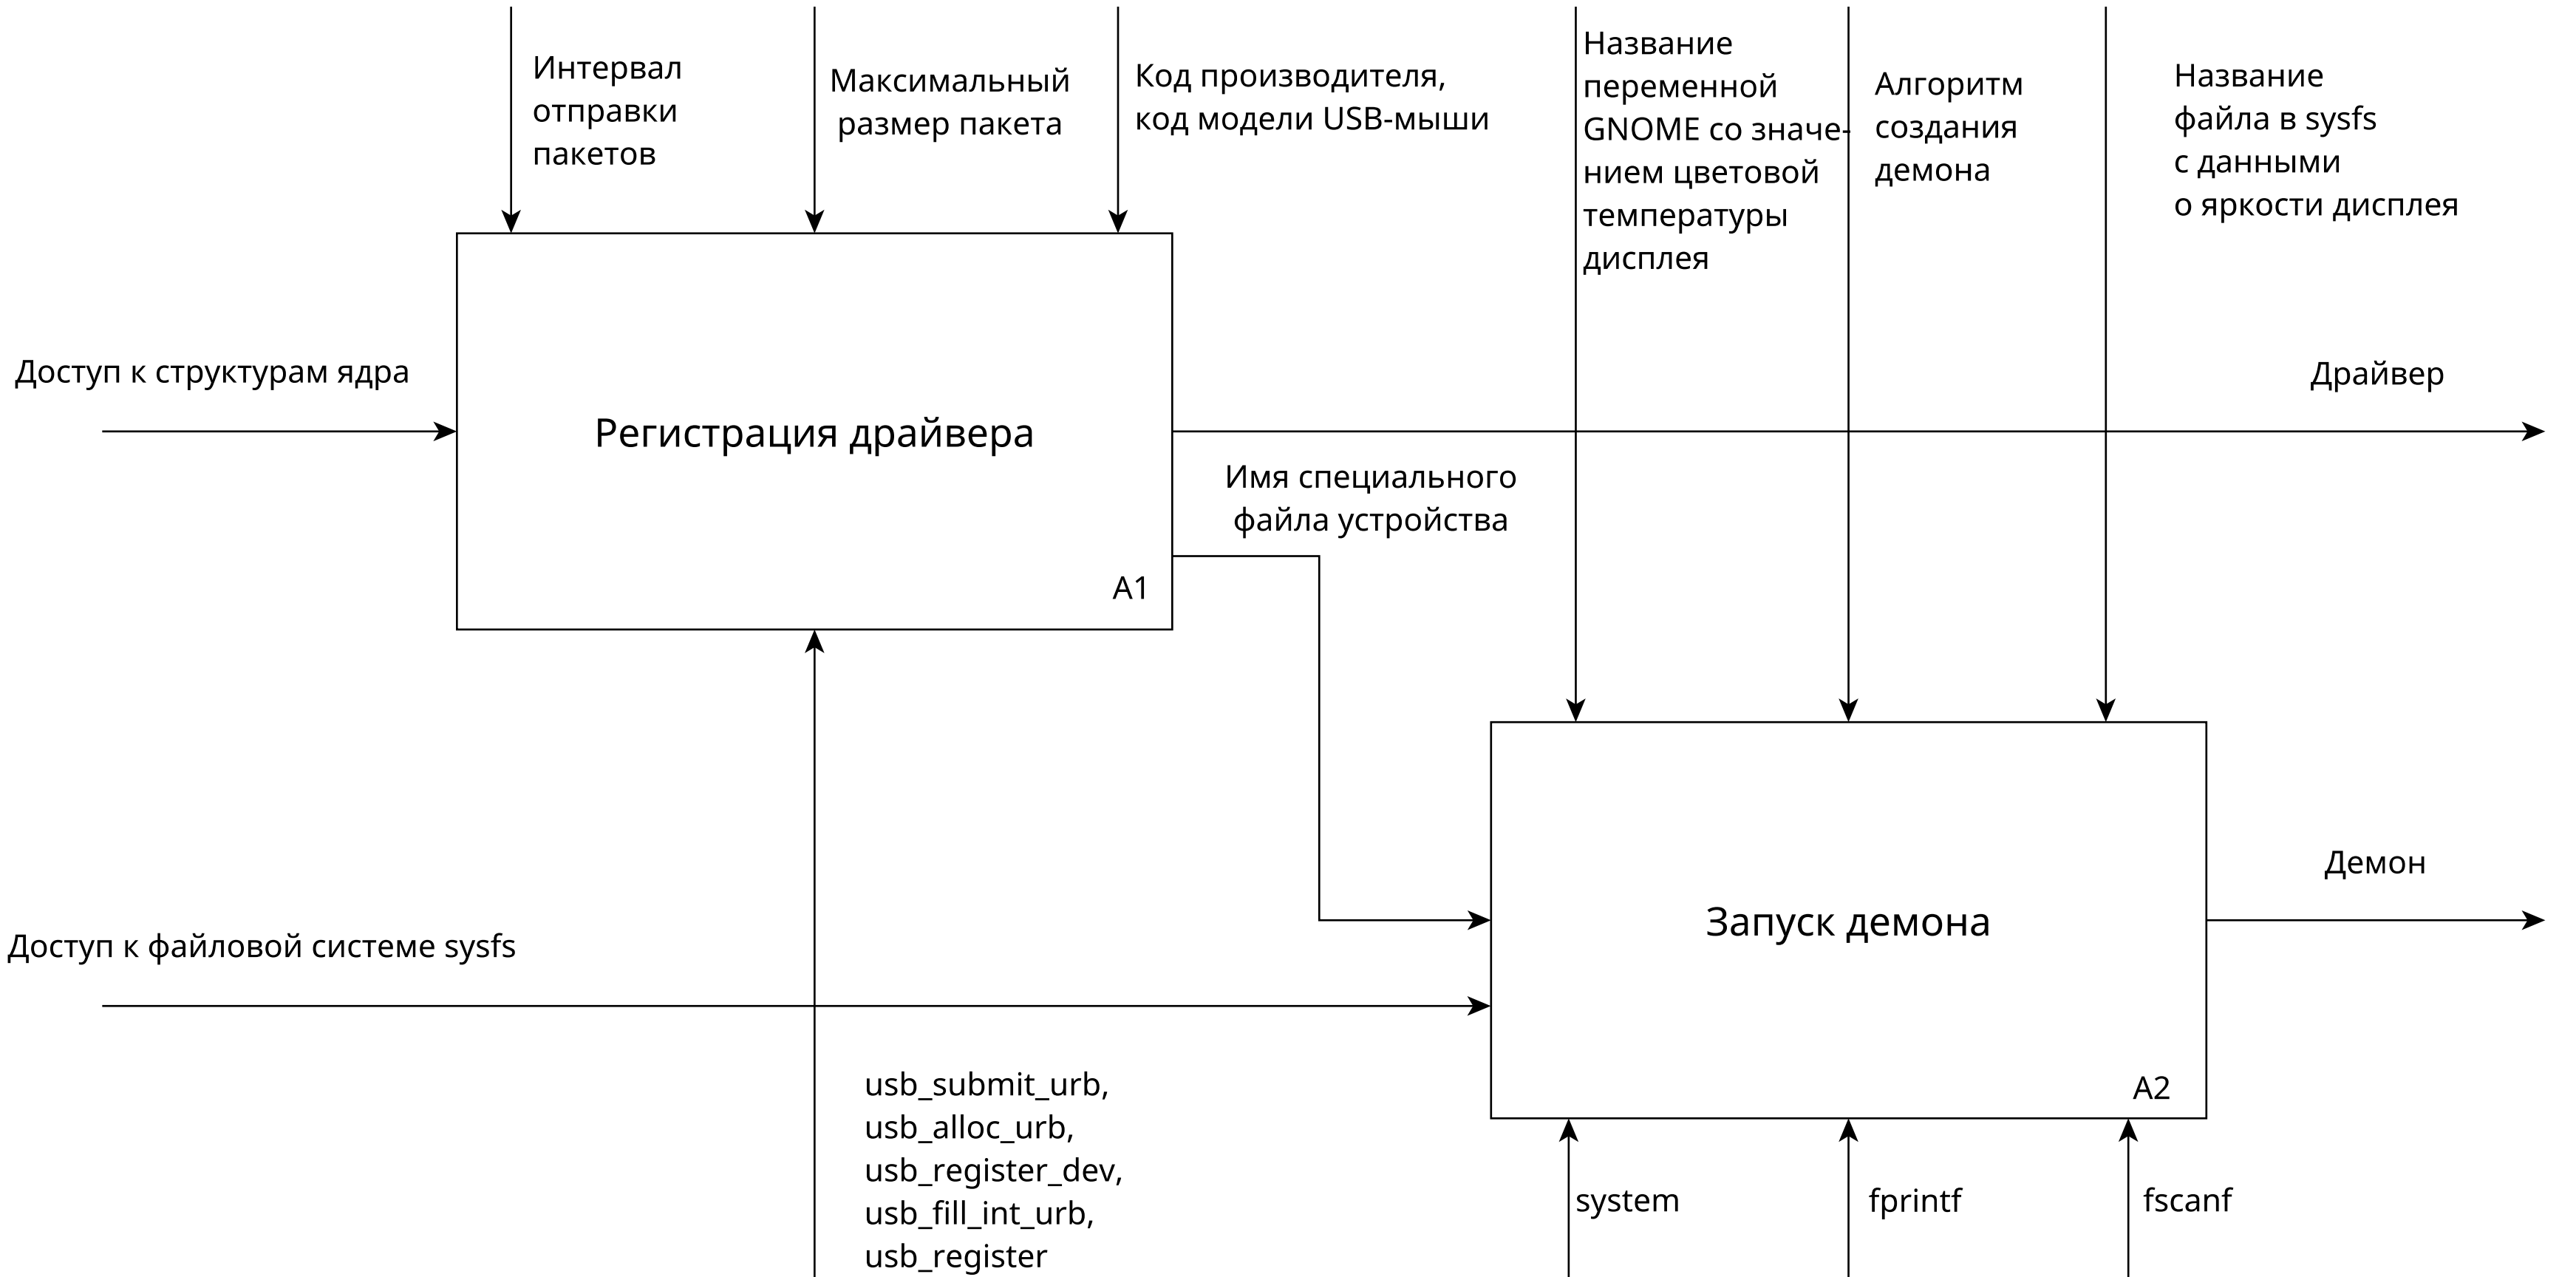 Интервал
отправки
пакетов
Максимальный
размер пакета
Код производителя,
код модели USB-мыши
Название
переменной
GNOME со значе-
нием цветовой
температуры
дисплея
Алгоритм
создания
демона
Название
файла в sysfs
с данными
о яркости дисплея
Доступ к структурам ядра
Регистрация драйвера
A1
Драйвер
Имя специального
файла устройства
Доступ к файловой системе sysfs
Запуск демона
A2
Демон
usb_submit_urb,
usb_alloc_urb,
usb_register_dev,
usb_fill_int_urb,
usb_register
system
fprintf
fscanf